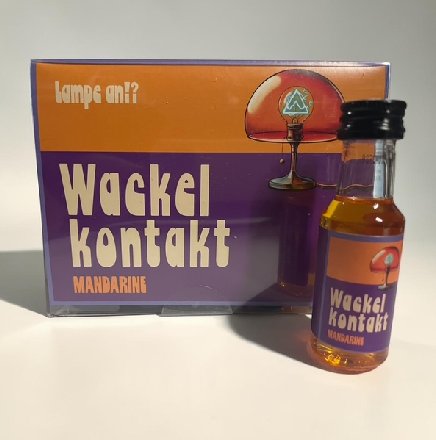 Lampe an!?
Wackel
kontakt
MANDARINE
Wackel
kontakt
MANDARINE